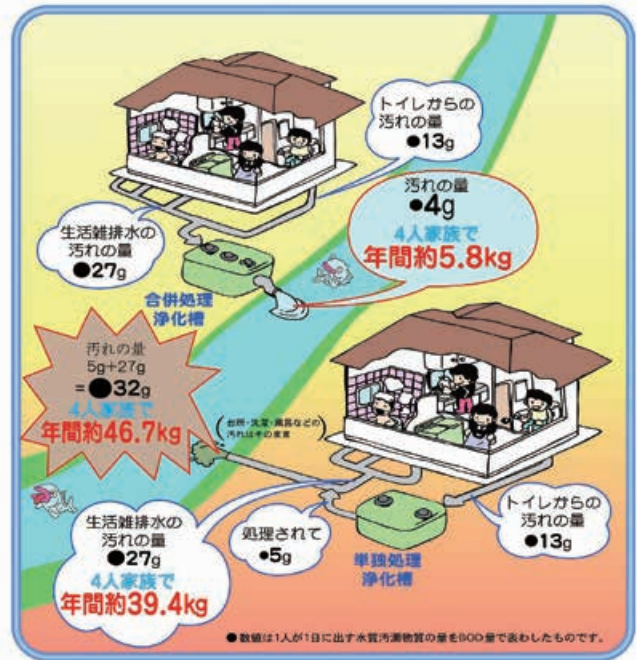 トイレからの
汚れの量
●13g
汚れの量
●4g
4人家族で
年間約5.8kg
生活雑排水の
汚れの量
●27g
合併処理
浄化槽
汚れの量
5g+27g
=●32g
4人家族で
年間約46.7kg
(台所・洗濯・風呂などの
汚れはそのまま)
生活雑排水の
汚れの量
●27g
4人家族で
年間約39.4kg
処理されて
●5g
単独処理
浄化槽
トイレからの
汚れの量
●13g
●数値は1人が1日に出す水質汚濁物質の量をBOD量で表わしたものです。